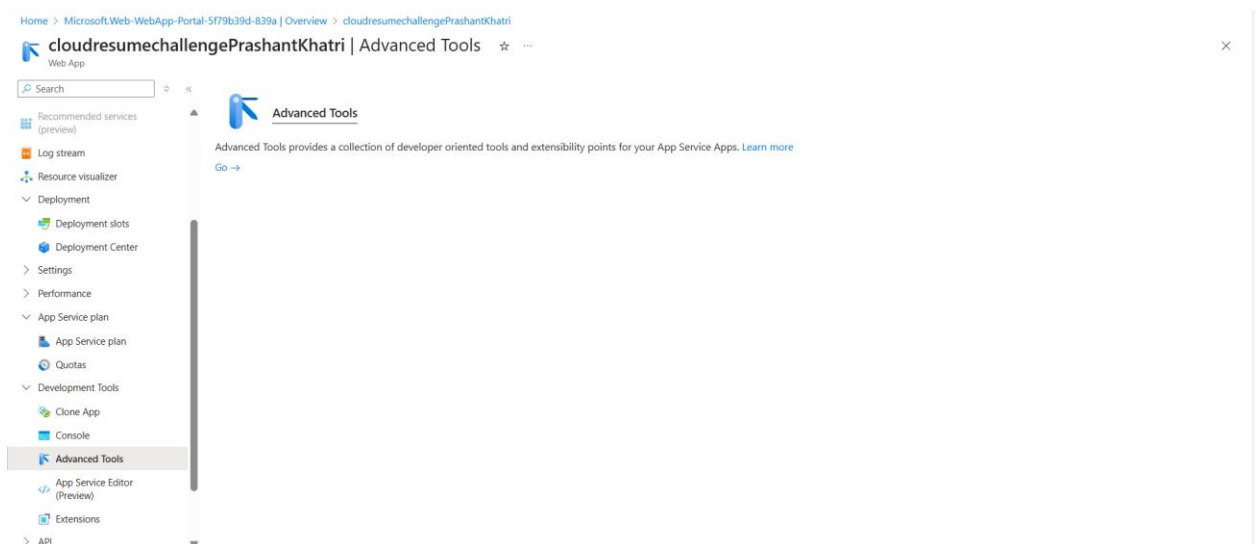 Home > Microsoft.Web-WebApp-Portal-5f79b39d-839a | Overview > cloudresumechallengePrashantKhatri
cloudresumechallengePrashantKhatri | Advanced Tools
Web App
Search
Recommended services
(preview)
Log stream
Resource visualizer
Deployment
Deployment slots
Deployment Center
Settings
Performance
App Service plan
App Service plan
Quotas
Development Tools
Clone App
Console
Advanced Tools
App Service Editor
(Preview)
Extensions
API
Advanced Tools
Advanced Tools provides a collection of developer oriented tools and extensibility points for your App Service Apps. Learn more
Go →